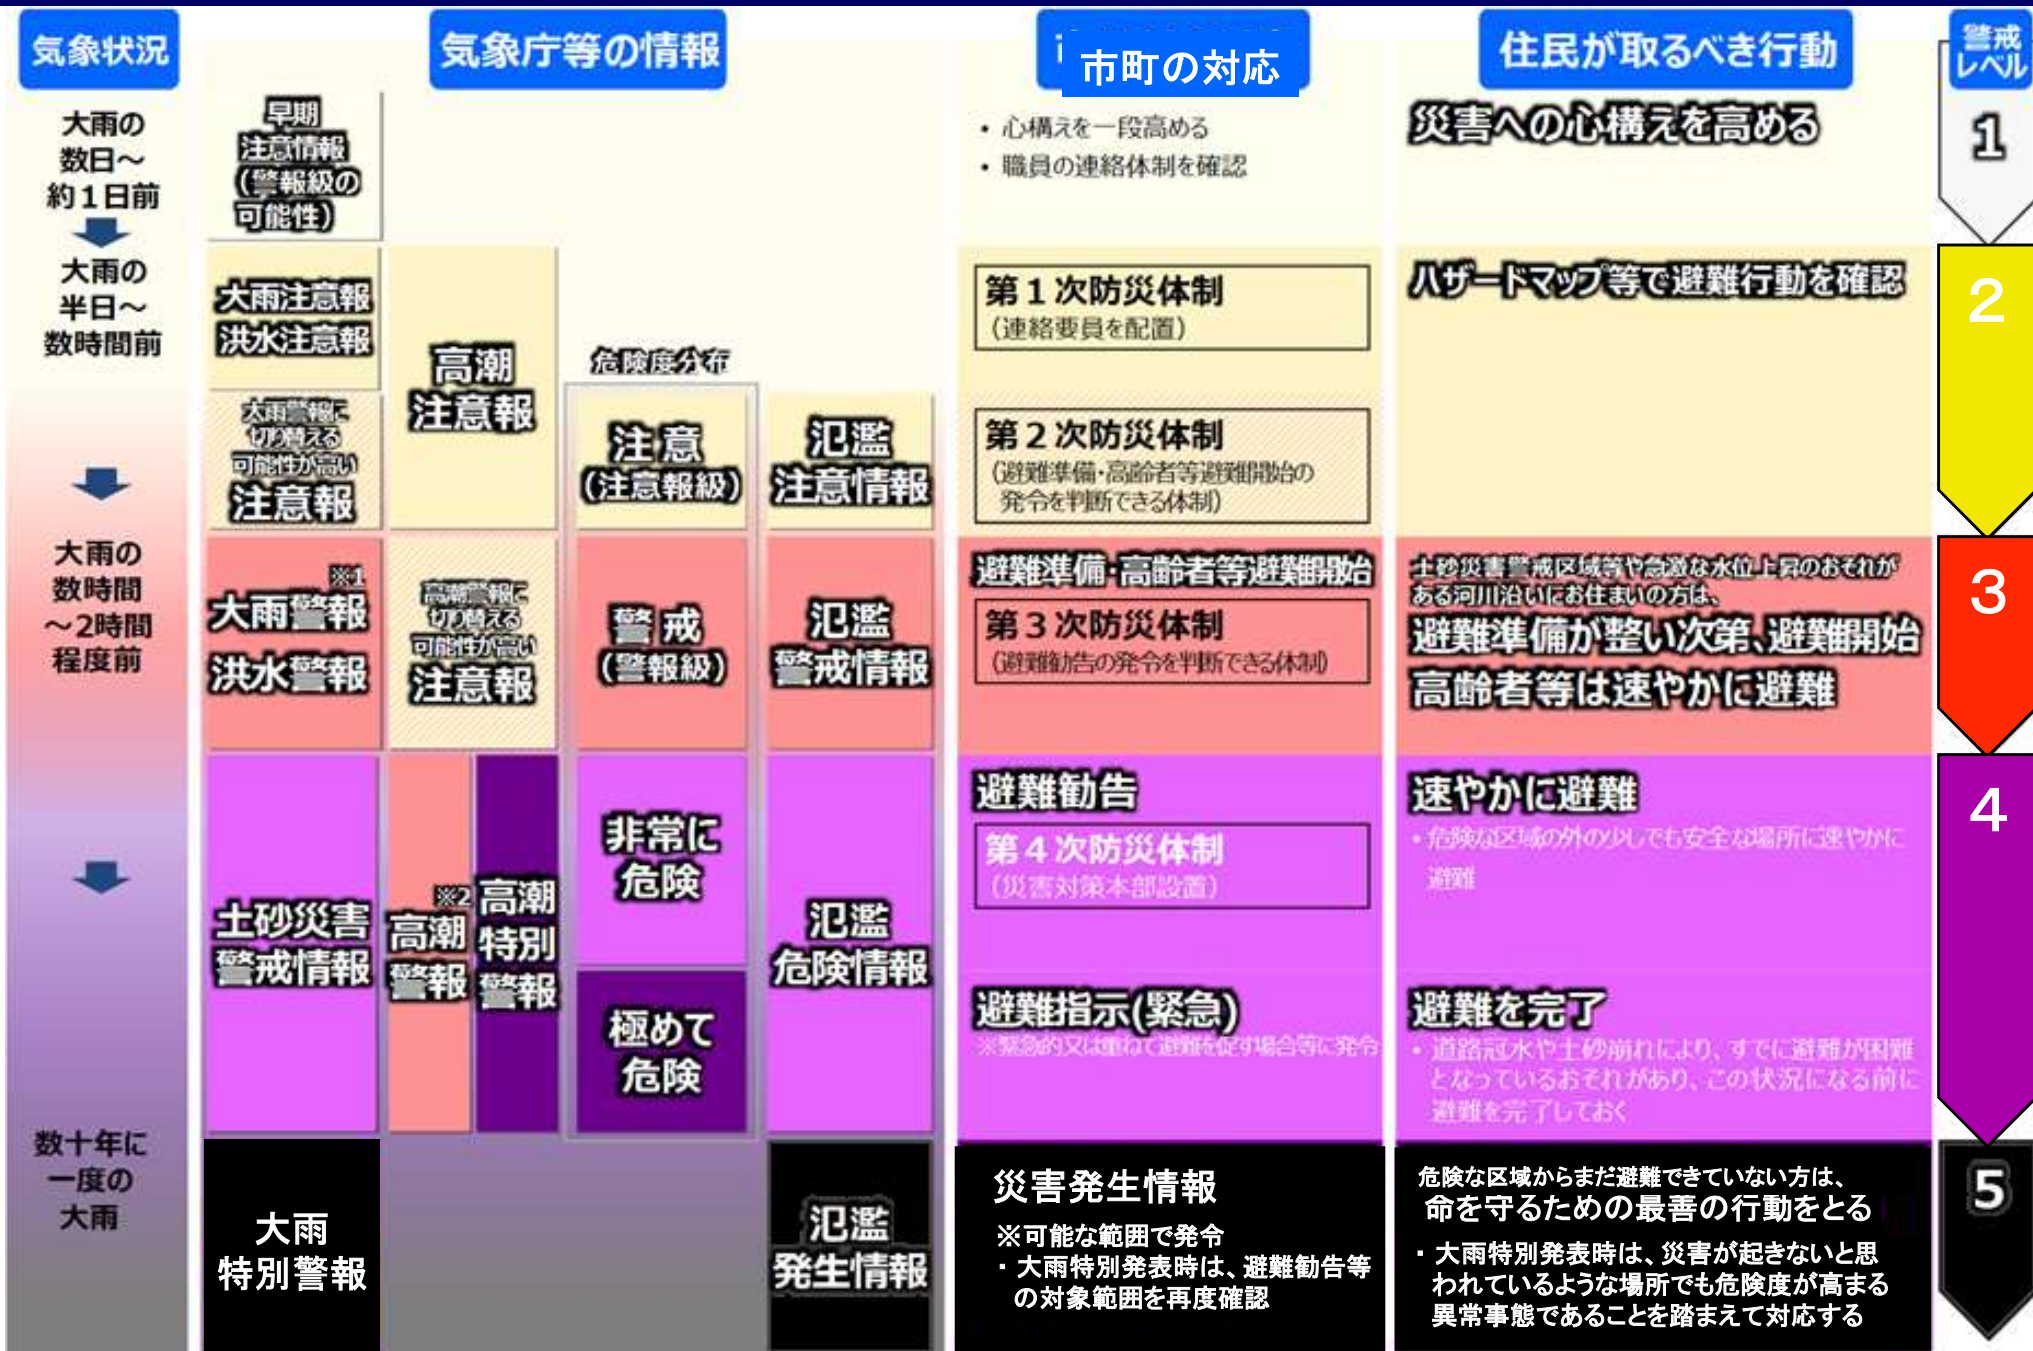 気象状況
気象庁等の情報
市町の対応
住民が取るべき行動
警戒
レベル
大雨の
数日～
約１日前
早期
注意情報
（警報級の
可能性）
・心構えを一段高める
・職員の連絡体制を確認
災害への心構えを高める
1
大雨の
半日～
数時間前
大雨注意報
洪水注意報
高潮
注意報
危険度分布
第１次防災体制
（連絡要員を配置）
ハザードマップ等で避難行動を確認
2
大雨警報に
切り替える
可能性が高い
注意報
注意
（注意報級）
氾濫
注意情報
第２次防災体制
（避難準備・高齢者等避難開始の
発令を判断できる体制）
大雨の
数時間
～2時間
程度前
※1
大雨警報
洪水警報
高潮警報に
切り替える
可能性が高い
注意報
警戒
（警報級）
氾濫
警戒情報
避難準備・高齢者等避難開始
第３次防災体制
（避難勧告の発令を判断できる体制）
土砂災害警戒区域等や急激な水位上昇のおそれが
ある河川沿いにお住まいの方は、
避難準備が整い次第、避難開始
高齢者等は速やかに避難
3
土砂災害
警戒情報
※2
高潮
警報
高潮
特別
警報
非常に
危険
極めて
危険
氾濫
危険情報
避難勧告
第４次防災体制
（災害対策本部設置）
速やかに避難
・危険な区域の外の少しでも安全な場所に速やかに
避難
避難指示(緊急)
※緊急的又は重ねて避難を促す場合等に発令
避難を完了
・道路冠水や土砂崩れにより、すでに避難が困難
となっているおそれがあり、この状況になる前に
避難を完了しておく
4
数十年に
一度の
大雨
大雨
特別警報
氾濫
発生情報
災害発生情報
※可能な範囲で発令
・大雨特別発表時は、避難勧告等
の対象範囲を再度確認
危険な区域からまだ避難できていない方は、
命を守るための最善の行動をとる
・大雨特別発表時は、災害が起きないと思
われているような場所でも危険度が高まる
異常事態であることを踏まえて対応する
5